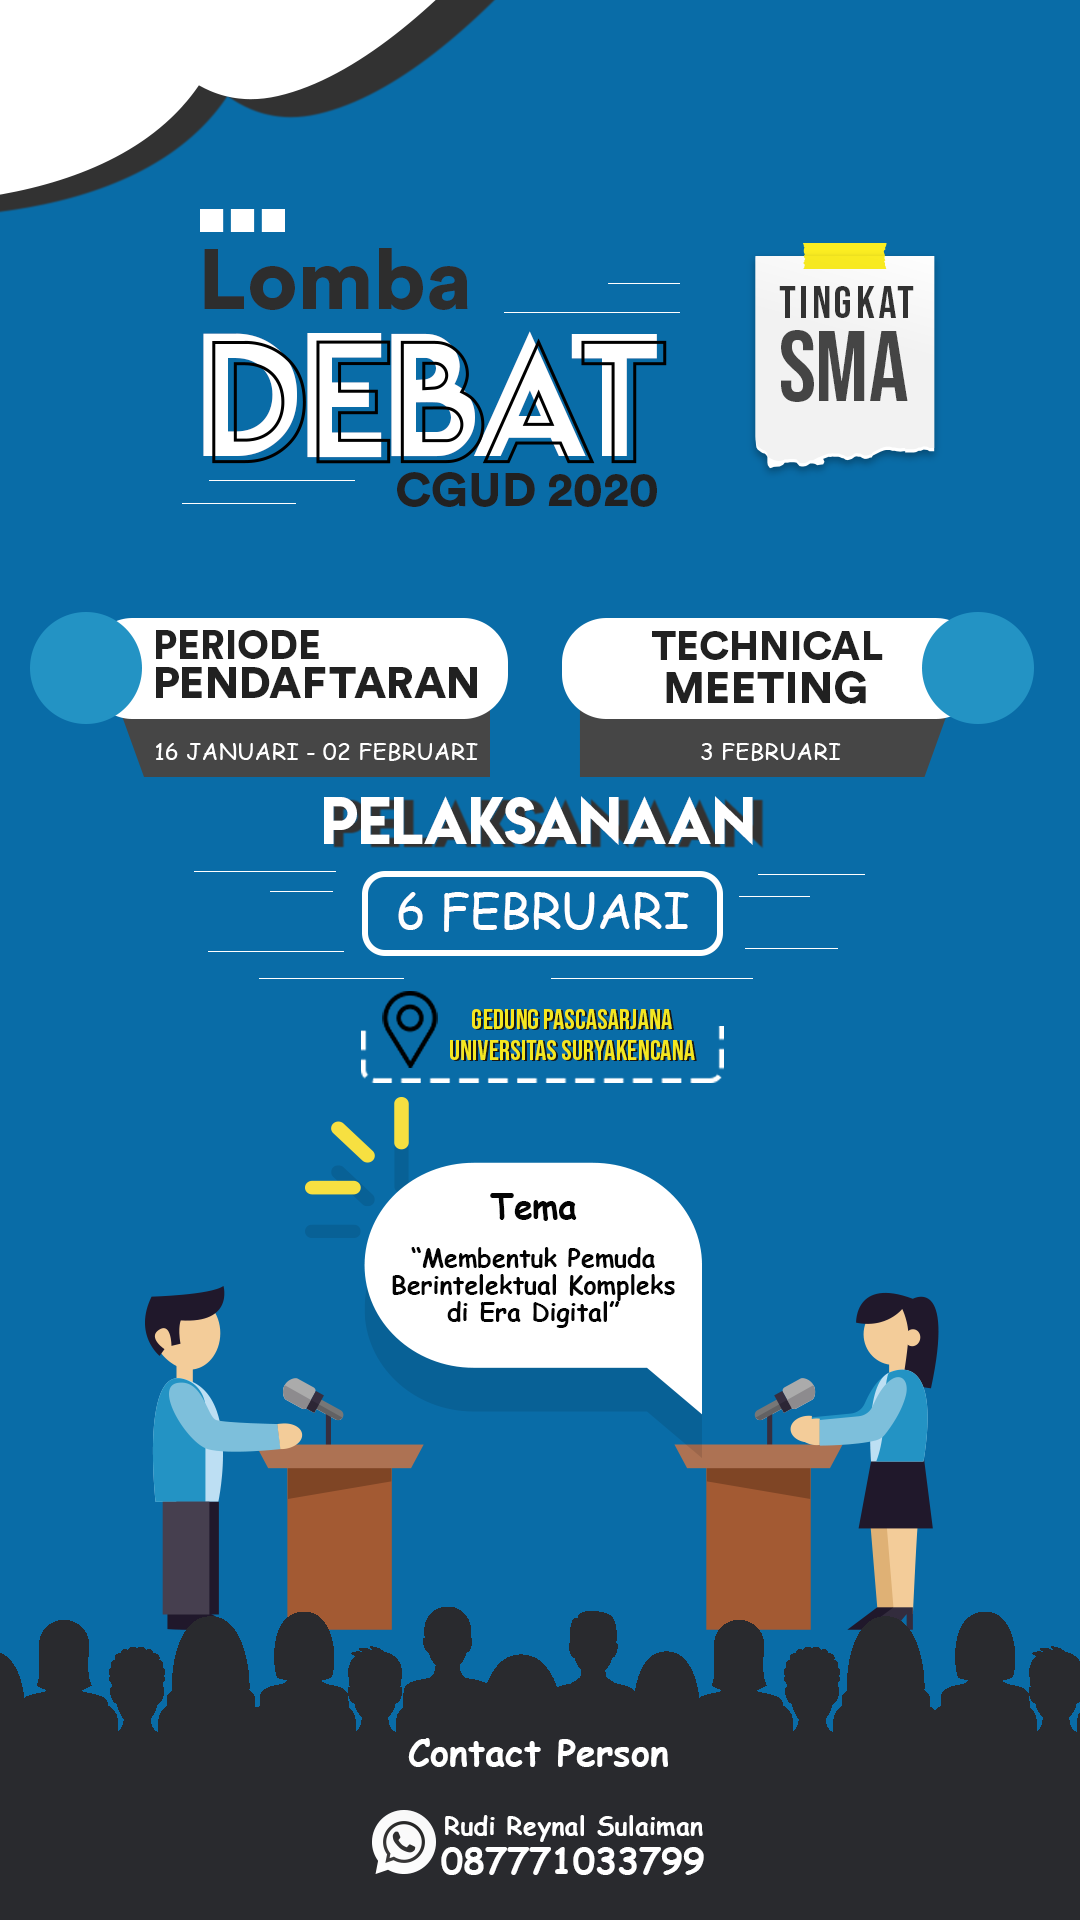 Lomba
DEBAT
CGUD 2020
TINGKAT
SMA
PERIODE
PENDAFTARAN
16 JANUARI - 02 FEBRUARI
TECHNICAL
MEETING
3 FEBRUARI
PELAKSANAAN
6 FEBRUARI
GEDUNG PASCASARJANA
UNIVERSITAS SURYAKENCANA
Tema
“Membentuk Pemuda
Berintelektual Kompleks
di Era Digital”
Contact Person
Rudi Reynal Sulaiman
087771033799